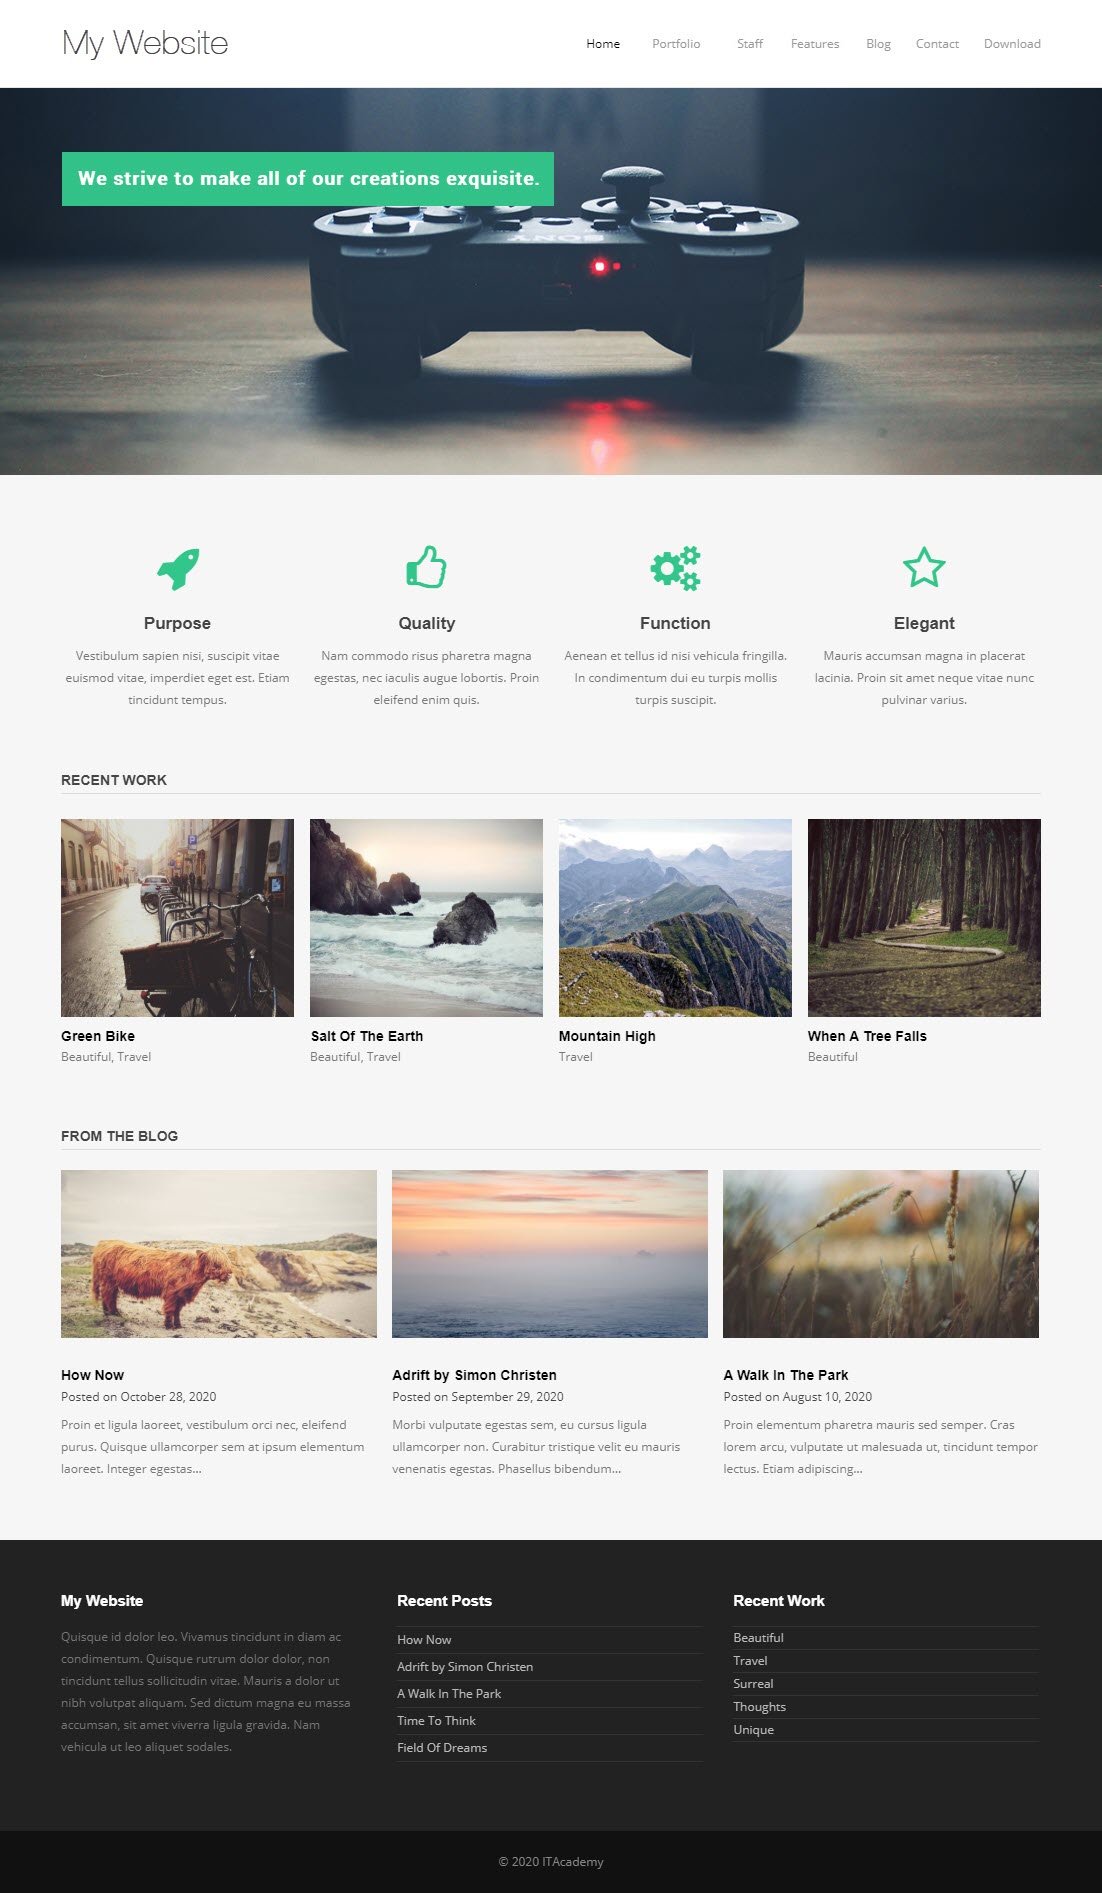 My Website
Home Portfolio Staff Features Blog Contact Download
We strive to make all of our creations exquisite.
SONY
Purpose
Vestibulum sapien nisi, suscipit vitae
euismod vitae, imperdiet eget est. Etiam
tincidunt tempus.
Quality
Nam commodo risus pharetra magna
egestas, nec iaculis augue lobortis. Proin
eleifend enim quis.
Function
Aenean et tellus id nisi vehicula fringilla.
In condimentum dui eu turpis mollis
turpis suscipit.
Elegant
Mauris accumsan magna in placerat
lacinia. Proin sit amet neque vitae nunc
pulvinar varius.
RECENT WORK
P
Green Bike
Beautiful, Travel
Salt Of The Earth
Beautiful, Travel
Mountain High
Travel
When A Tree Falls
Beautiful
FROM THE BLOG
How Now
Posted on October 28, 2020
Proin et ligula laoreet, vestibulum orci nec, eleifend
purus. Quisque ullamcorper sem at ipsum elementum
laoreet. Integer egestas...
Adrift by Simon Christen
Posted on September 29, 2020
Morbi vulputate egestas sem, eu cursus ligula
ullamcorper non. Curabitur tristique velit eu mauris
venenatis egestas. Phasellus bibendum...
A Walk In The Park
Posted on August 10, 2020
Proin elementum pharetra mauris sed semper. Cras
lorem arcu, vulputate ut malesuada ut, tincidunt tempor
lectus. Etiam adipiscing...
My Website
Quisque id dolor leo. Vivamus tincidunt in diam ac
condimentum. Quisque rutrum dolor dolor, non
tincidunt tellus sollicitudin vitae. Mauris a dolor ut
nibh volutpat aliquam. Sed dictum magna eu massa
accumsan, sit amet viverra ligula gravida. Nam
vehicula ut leo aliquet sodales.
Recent Posts
How Now
Adrift by Simon Christen
A Walk In The Park
Time To Think
Field Of Dreams
Recent Work
Beautiful
Travel
Surreal
Thoughts
Unique
© 2020 ITAcademy